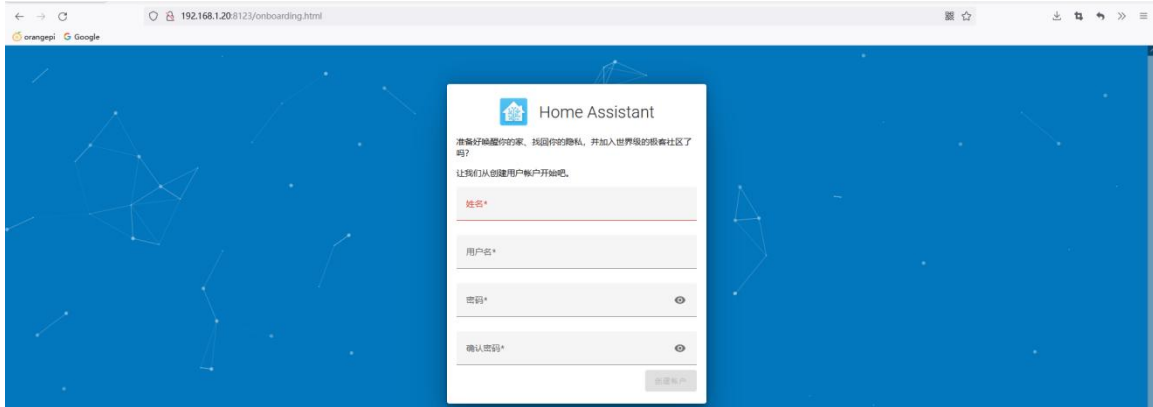 192.168.1.20:8123/onboarding.html
orangepi Google
Home Assistant
准备好唤醒你的家、找回你的隐私，并加入世界级的极客社区了
吗？
让我们从创建用户帐户开始吧。
姓名*
用户名*
密码*
确认密码*
创建帐户